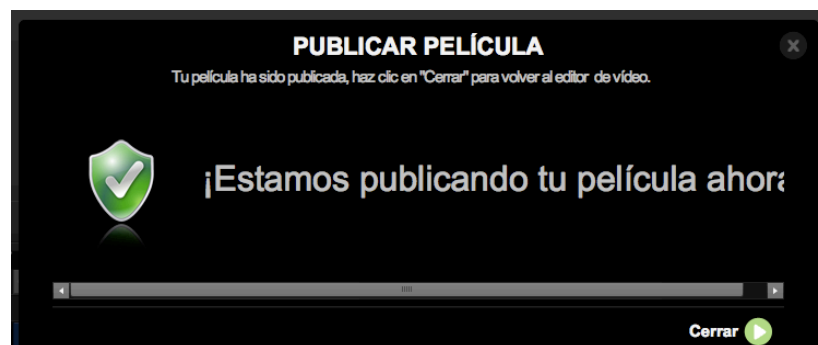 PUBLICAR PELÍCULA
Tu película ha sido publicada, haz clic en "Cerrar" para volver al editor de vídeo.
¡Estamos publicando tu película ahora
Cerrar